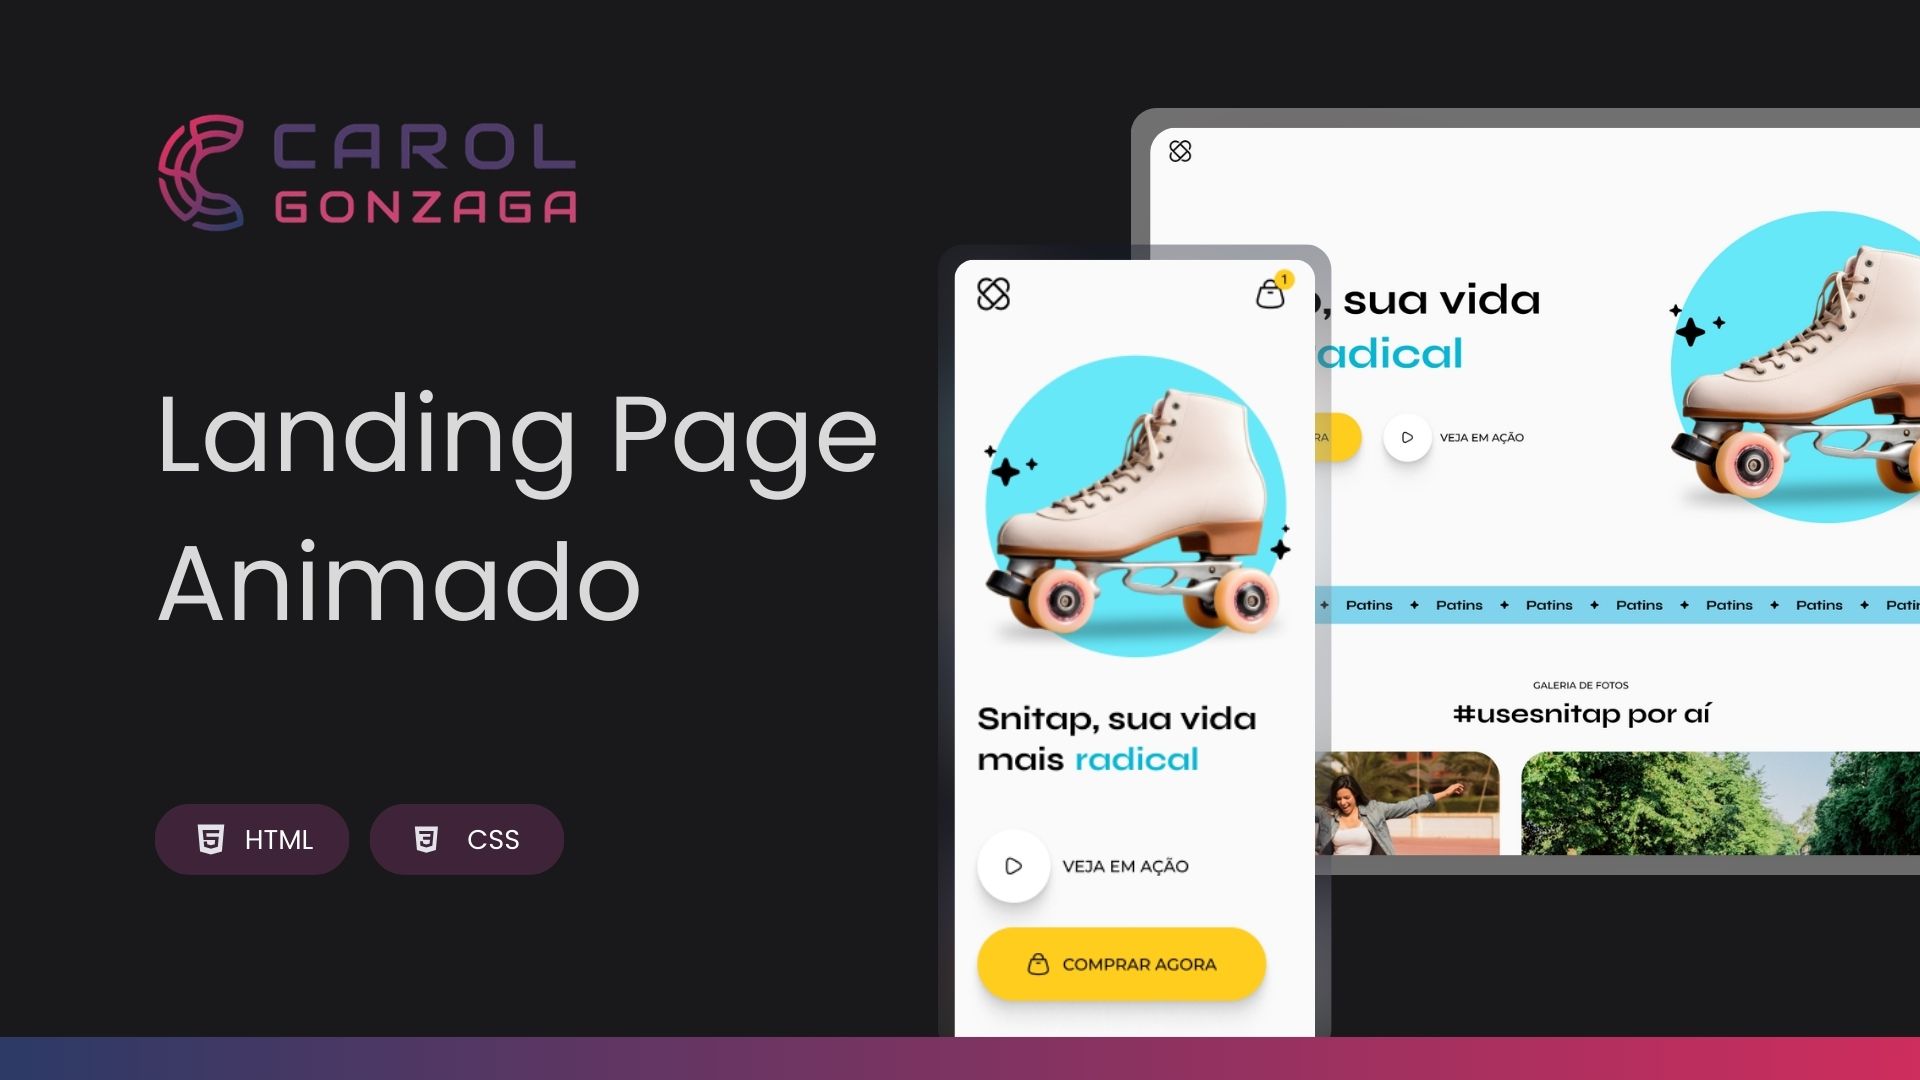 CAROL
GONZAGA
Landing Page
Animado
HTML
CSS
1
Snitap, sua vida
mais radical
VEJA EM AÇÃO
COMPRAR AGORA
, sua vida
adical
RA
VEJA EM AÇÃO
Patins ✦ Patins ✦ Patins ✦ Patins ✦ Patins ✦ Patins ✦ Patin
GALERIA DE FOTOS
#usesnitap por aí